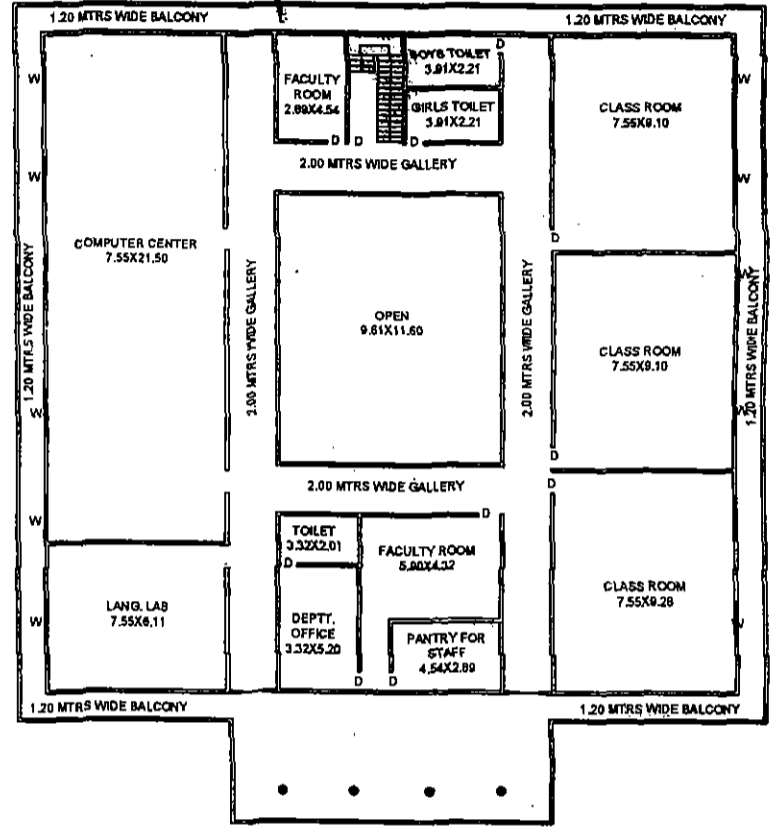 1.20 MTRS WIDE BALCONY
1.20 MTRS WIDE BALCONY
D
BOYS TOILET
3.91X2.21
FACULTY
ROOM
2.89X4.54
W
W
CLASS ROOM
7.55X9.10
GIRLS TOILET
3.91X2.21
D
D
D
2.00 MTRS WIDE GALLERY
W
W
COMPUTER CENTER
7.55X21.50
D
1.20 MTRS WIDE BALCONY
2.00 MTRS WIDE GALLERY
OPEN
9.61X11.60
2.00 MTRS WIDE GALLERY
CLASS ROOM
7.55X9.10
W
1.20 MTRS WIDE BALCONY
W
W
D
2.00 MTRS WIDE GALLERY
D
D
W
TOILET
3.32X2.01
FACULTY ROOM
5.90X4.32
D
CLASS ROOM
7.55X9.28
LANG. LAB
7.55X6.11
W
DEPTT.
OFFICE
3.32X5.20
PANTRY FOR
STAFF
4.54X2.89
W
D
D
1.20 MTRS WIDE BALCONY
1.20 MTRS WIDE BALCONY